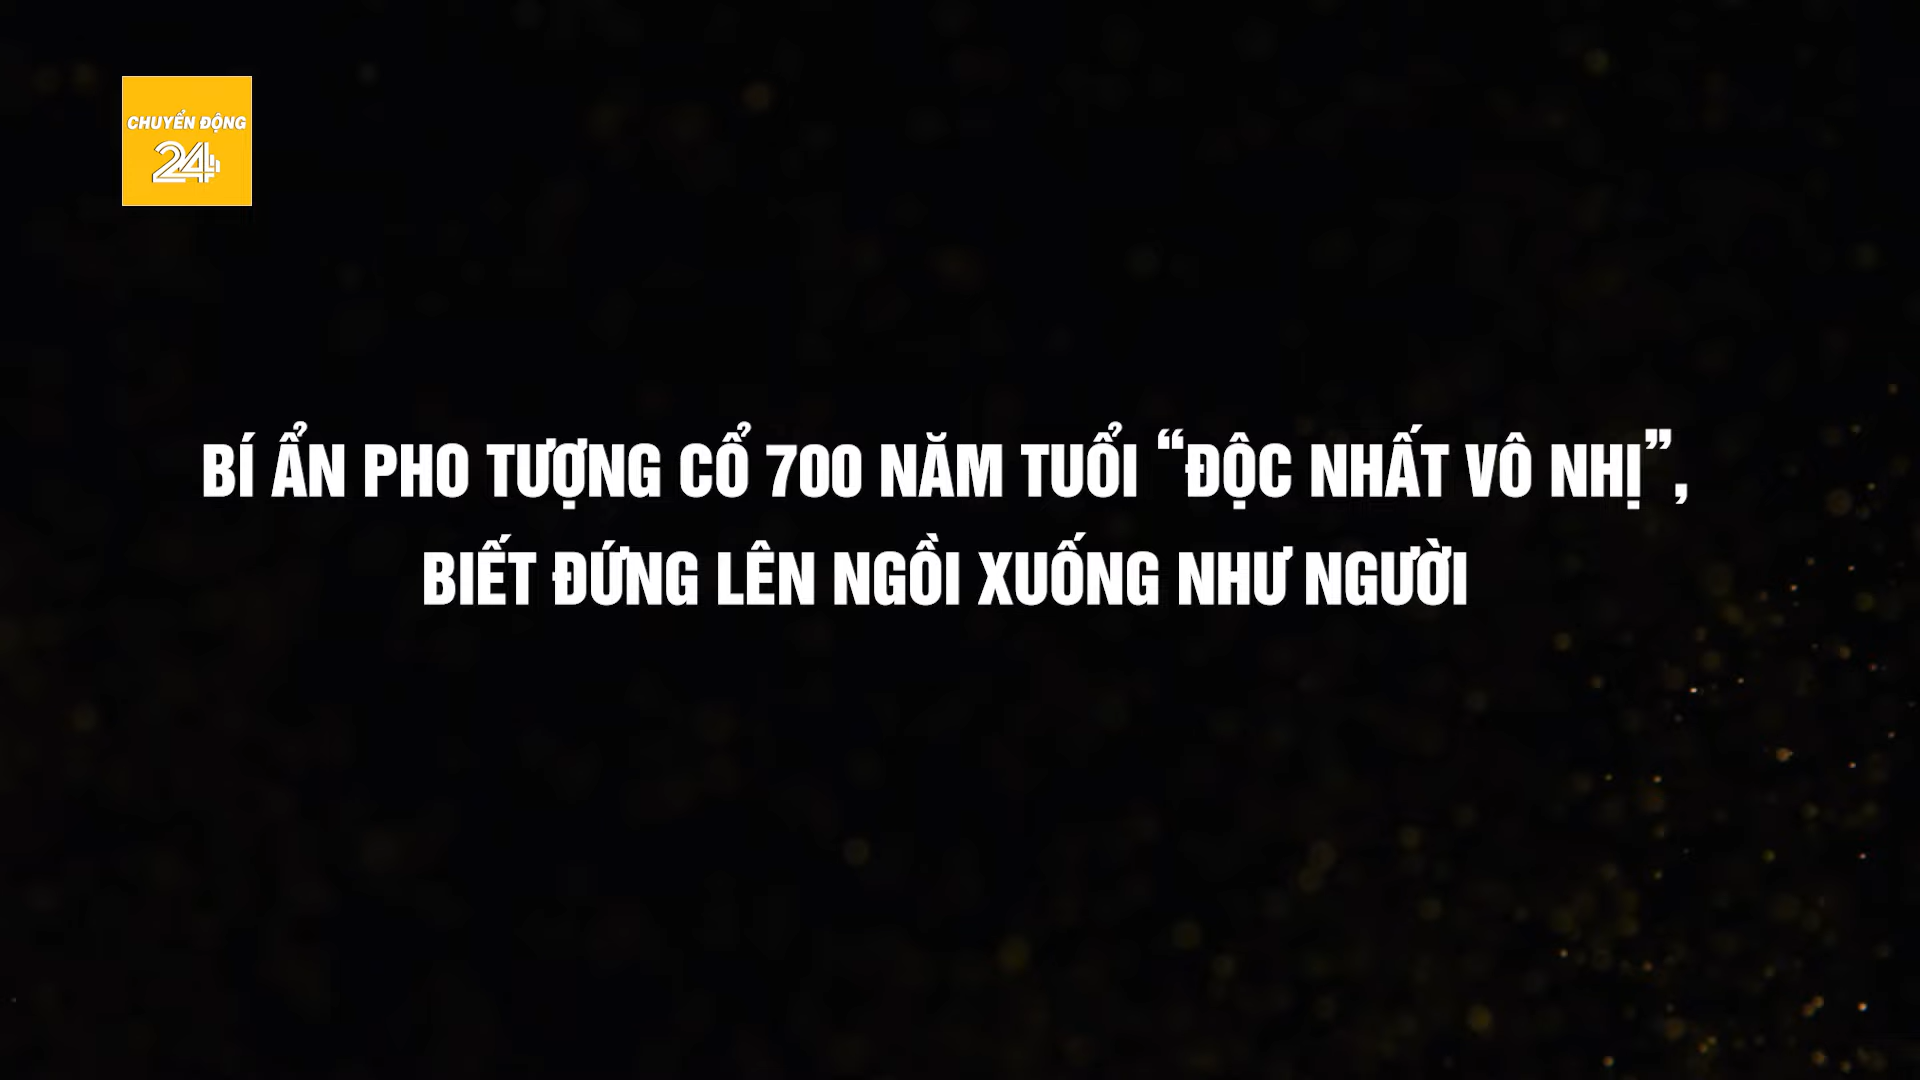 CHUYỂN ĐỘNG
24h
BÍ ẨN PHO TƯỢNG CỔ 700 NĂM TUỔI “ĐỘC NHẤT VÔ NHỊ”,
BIẾT ĐỨNG LÊN NGỒI XUỐNG NHƯ NGƯỜI